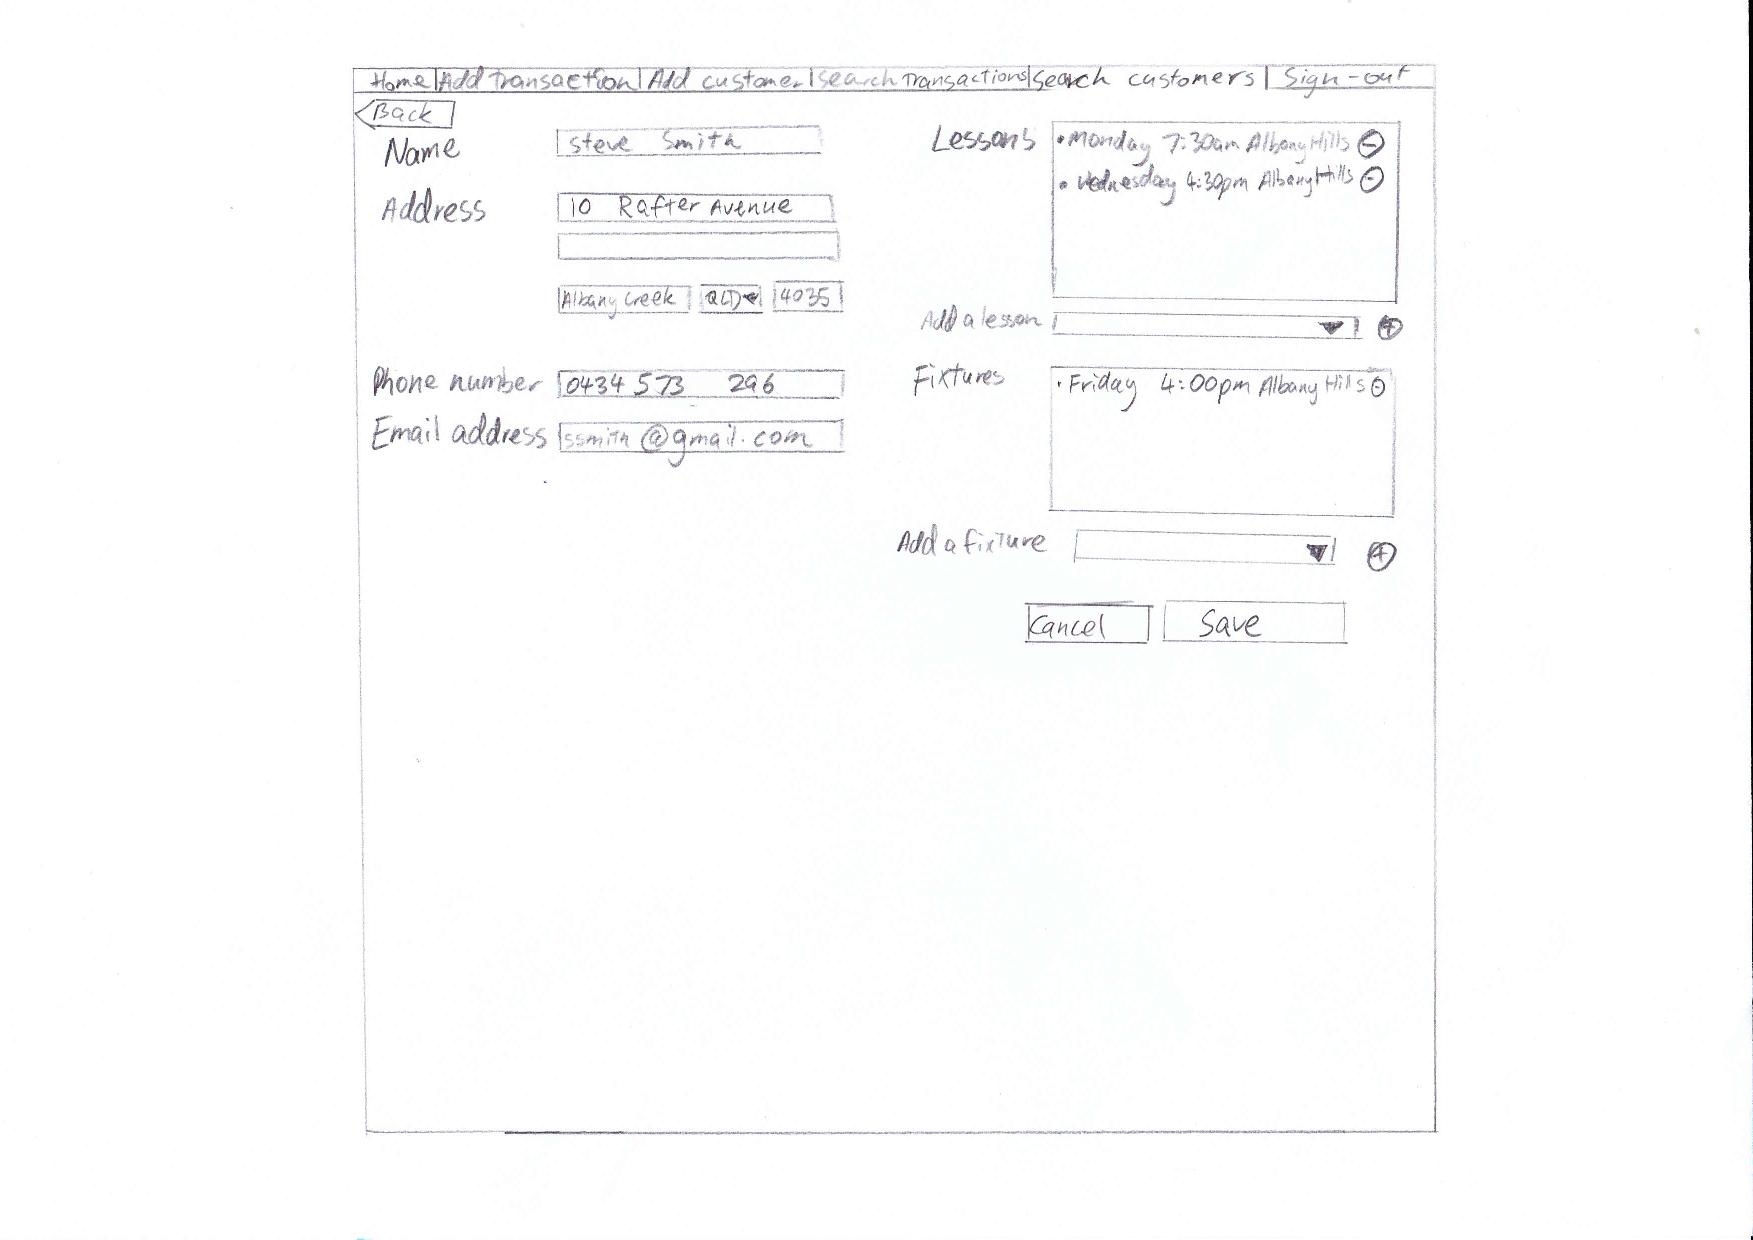 Home Add Transaction Add customer Search Transactions Search customers Sign-out
Back
Name Steve Smith
Address 10 Rafter Avenue
Albany Creek QLD 4035
Phone number 0434 573 296
Email address ssmith@gmail.com
Lessons • Monday 7:30am Albany Hills
• Wednesday 4:30pm Albany Hills
Add a lesson
Fixtures • Friday 4:00pm Albany Hills
Add a fixture
Cancel Save